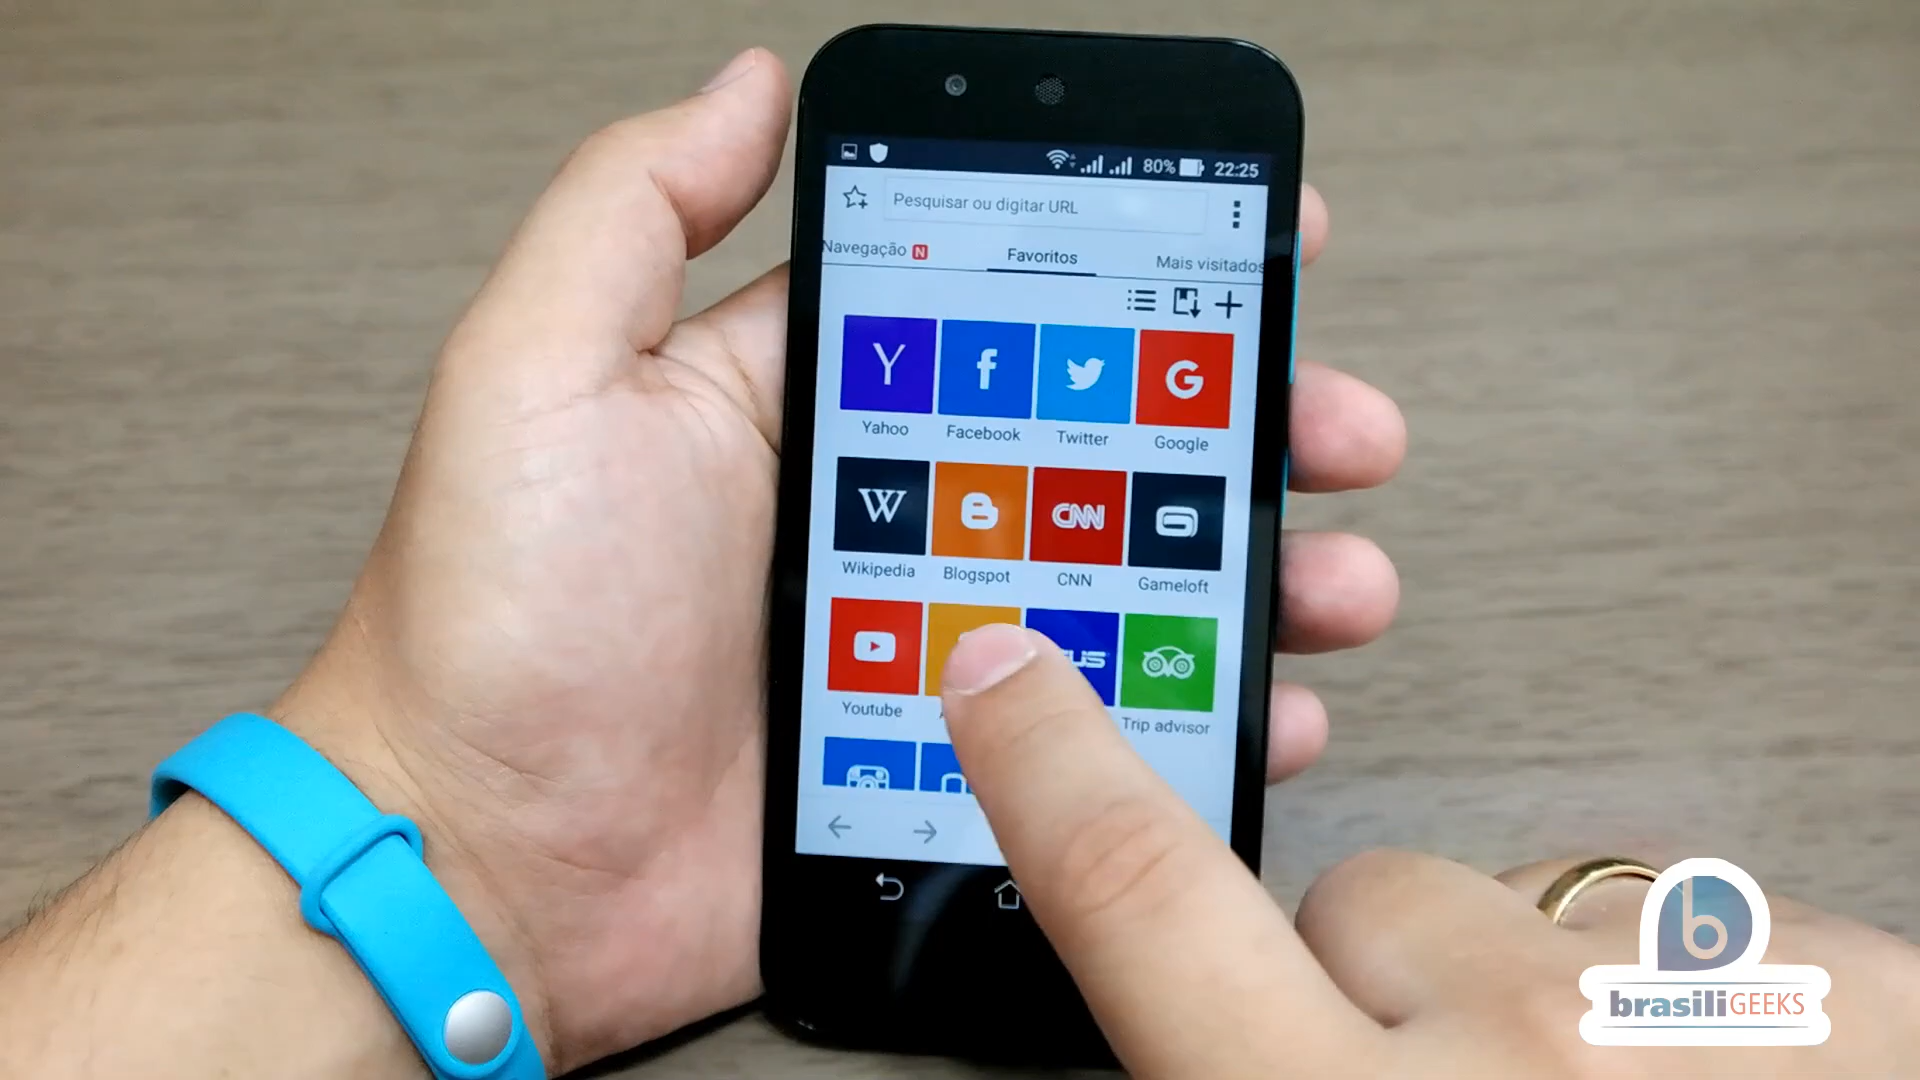 80% 22:25
Pesquisar ou digitar URL
Navegação N
Favoritos
Mais visitados
Y
f
G
Yahoo
Facebook
Twitter
Google
W
B
CNN
Wikipedia
Blogspot
CNN
Gameloft
Youtube
Trip advisor
b
brasiliGEEKS